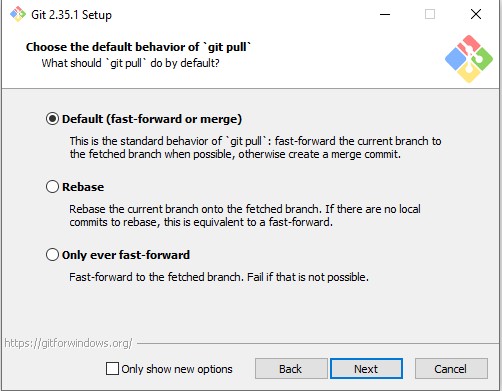 Git 2.35.1 Setup
Choose the default behavior of `git pull`
What should `git pull` do by default?
Default (fast-forward or merge)
This is the standard behavior of `git pull`: fast-forward the current branch to
the fetched branch when possible, otherwise create a merge commit.
Rebase
Rebase the current branch onto the fetched branch. If there are no local
commits to rebase, this is equivalent to a fast-forward.
Only ever fast-forward
Fast-forward to the fetched branch. Fail if that is not possible.
https://gitforwindows.org/
Only show new options
Back
Next
Cancel